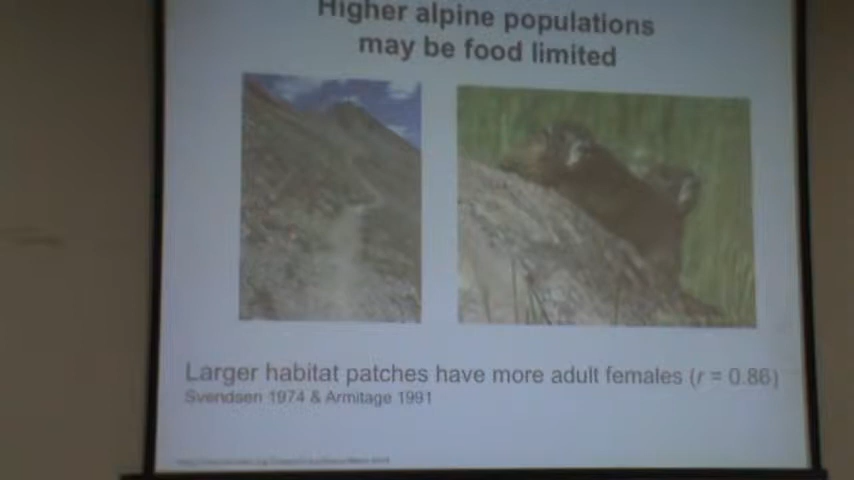 Higher alpine populations
may be food limited
Larger habitat patches have more adult females (r = 0.86)
Svendsen 1974 & Armitage 1991